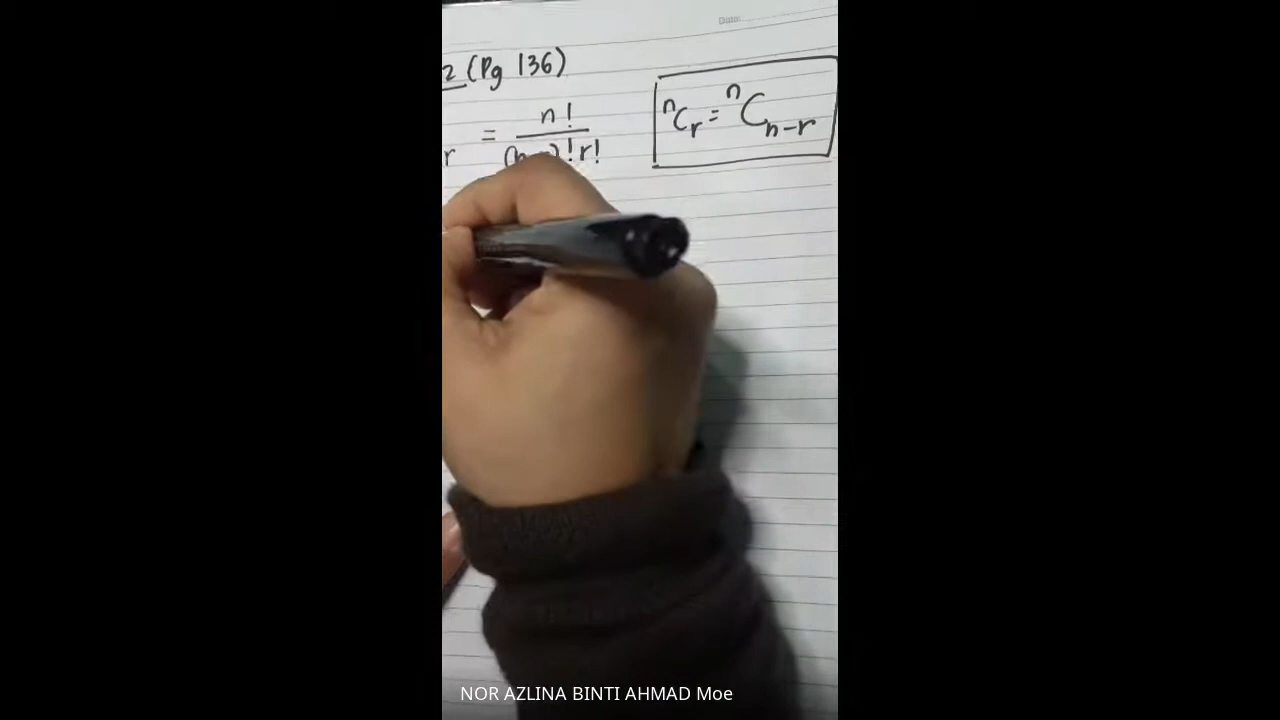 Date:
2 (Pg 136)
ⁿCᵣ = ⁿCₙ₋ᵣ
r = n! / ( )!r!
NOR AZLINA BINTI AHMAD Moe